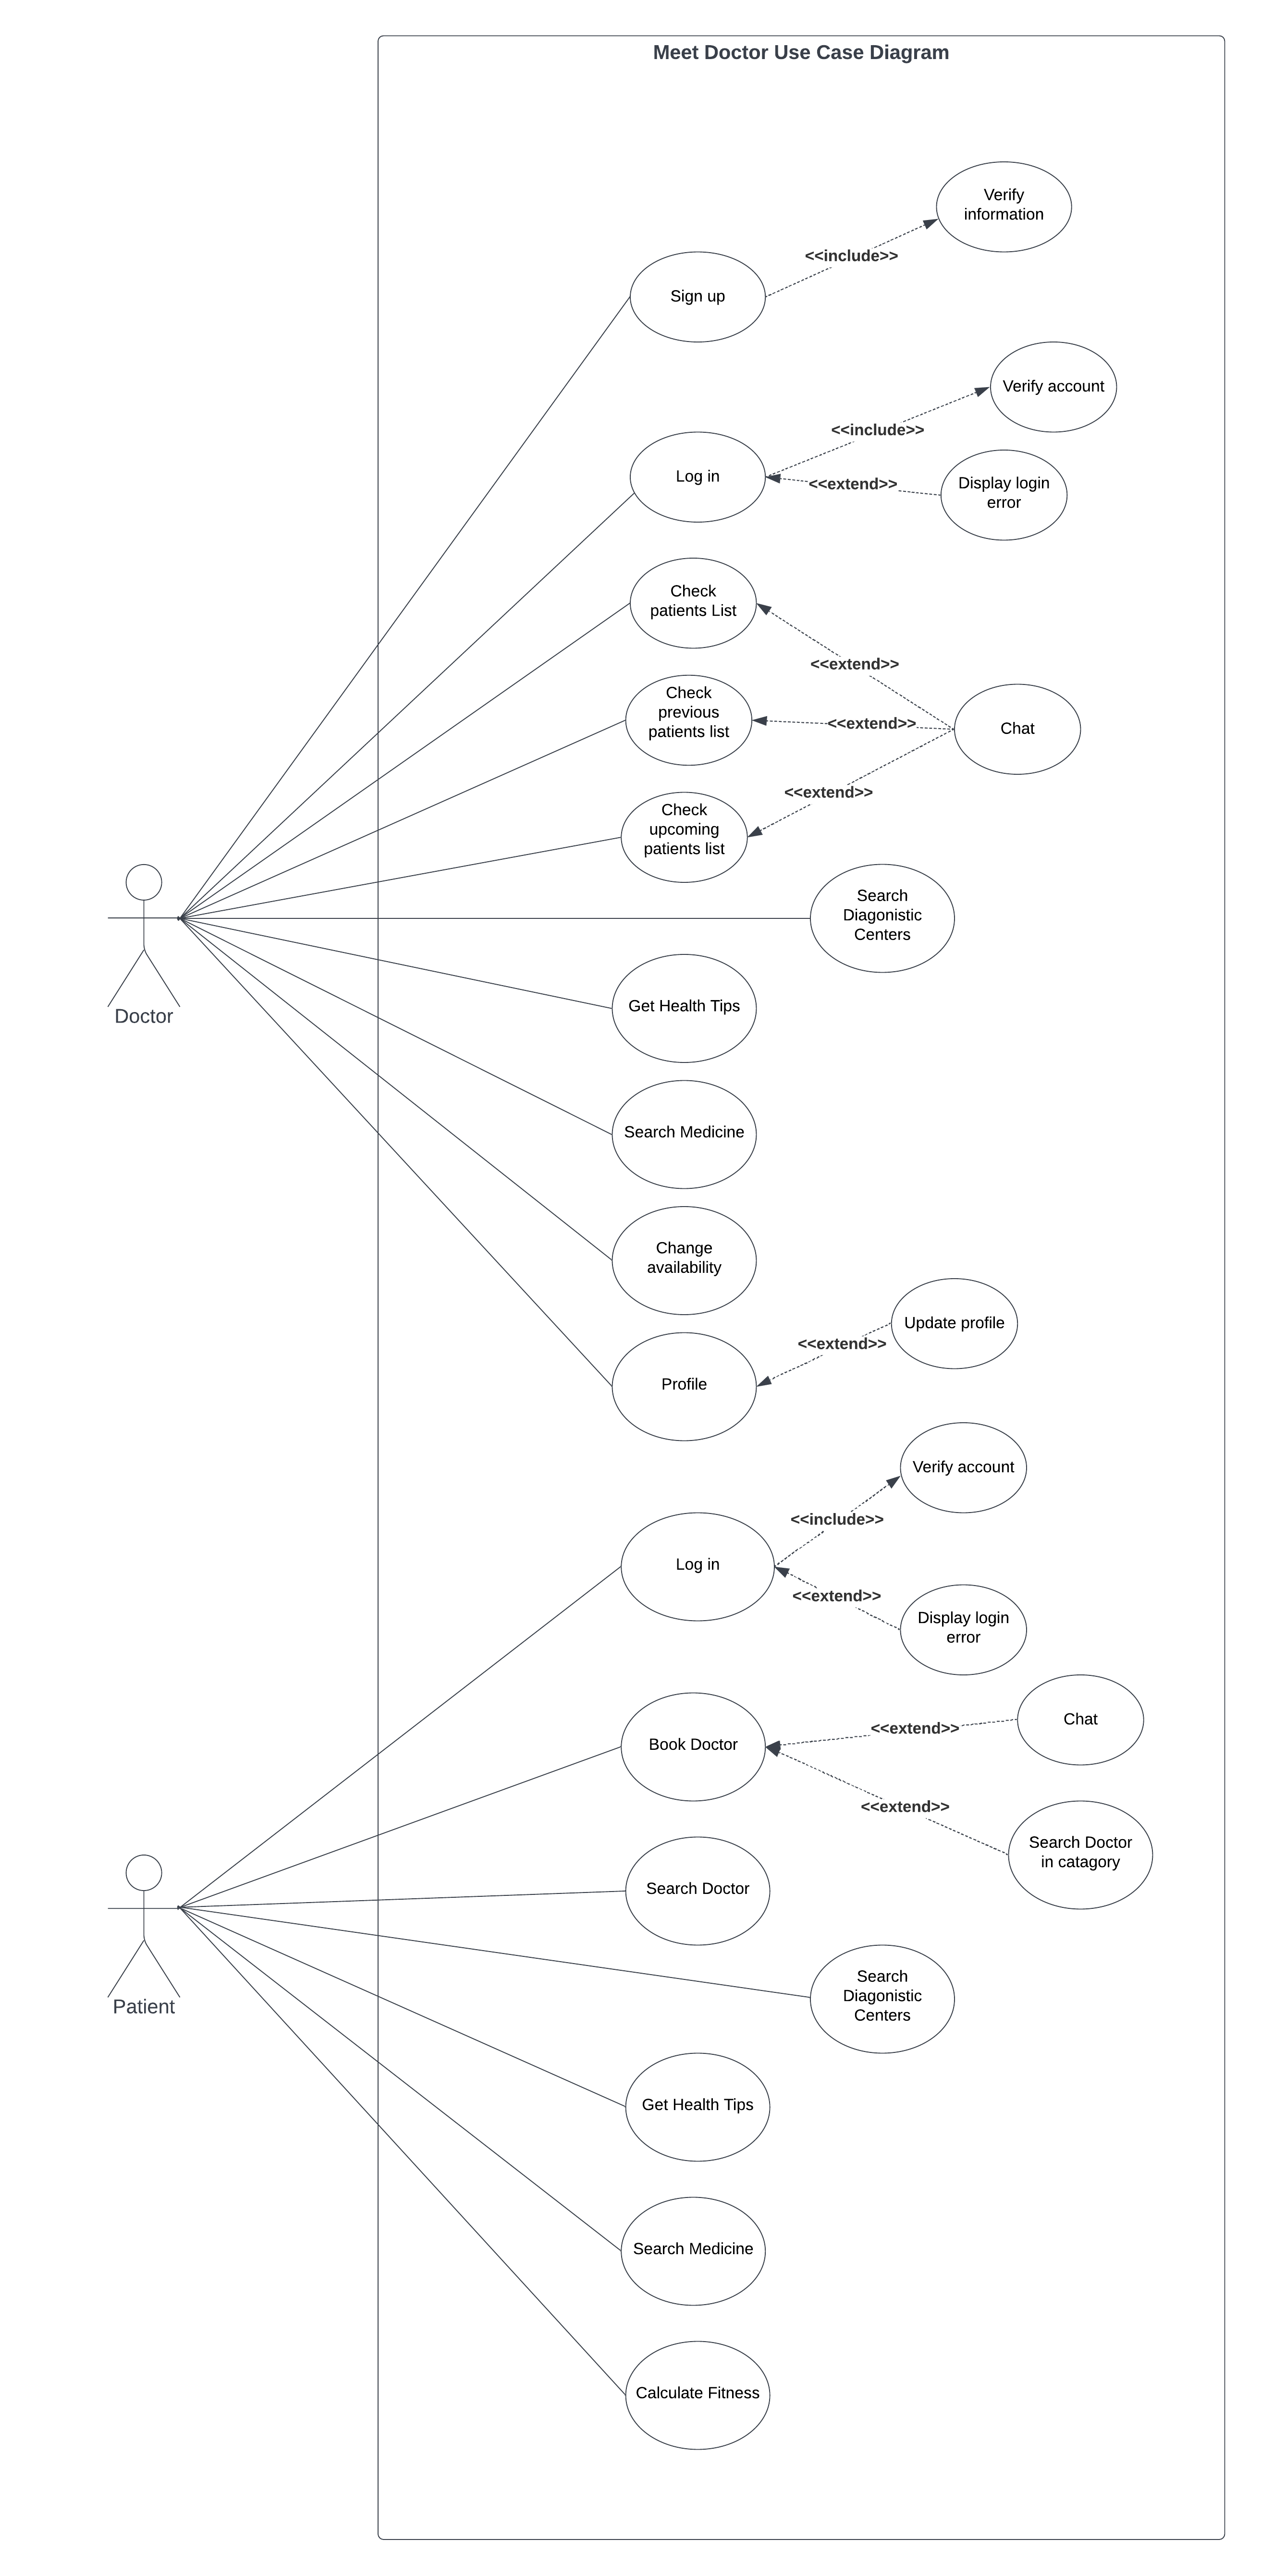 Meet Doctor Use Case Diagram
Verify
information
<<include>>
Sign up
Verify account
<<include>>
Log in
<<extend>>
Display login
error
Check
patients List
<<extend>>
Check
previous
patients list
<<extend>>
Chat
<<extend>>
Check
upcoming
patients list
Search
Diagonistic
Centers
Doctor
Get Health Tips
Search Medicine
Change
availability
Update profile
<<extend>>
Profile
Verify account
<<include>>
Log in
<<extend>>
Display login
error
Chat
<<extend>>
Book Doctor
<<extend>>
Search Doctor
in catagory
Search Doctor
Patient
Search
Diagonistic
Centers
Get Health Tips
Search Medicine
Calculate Fitness